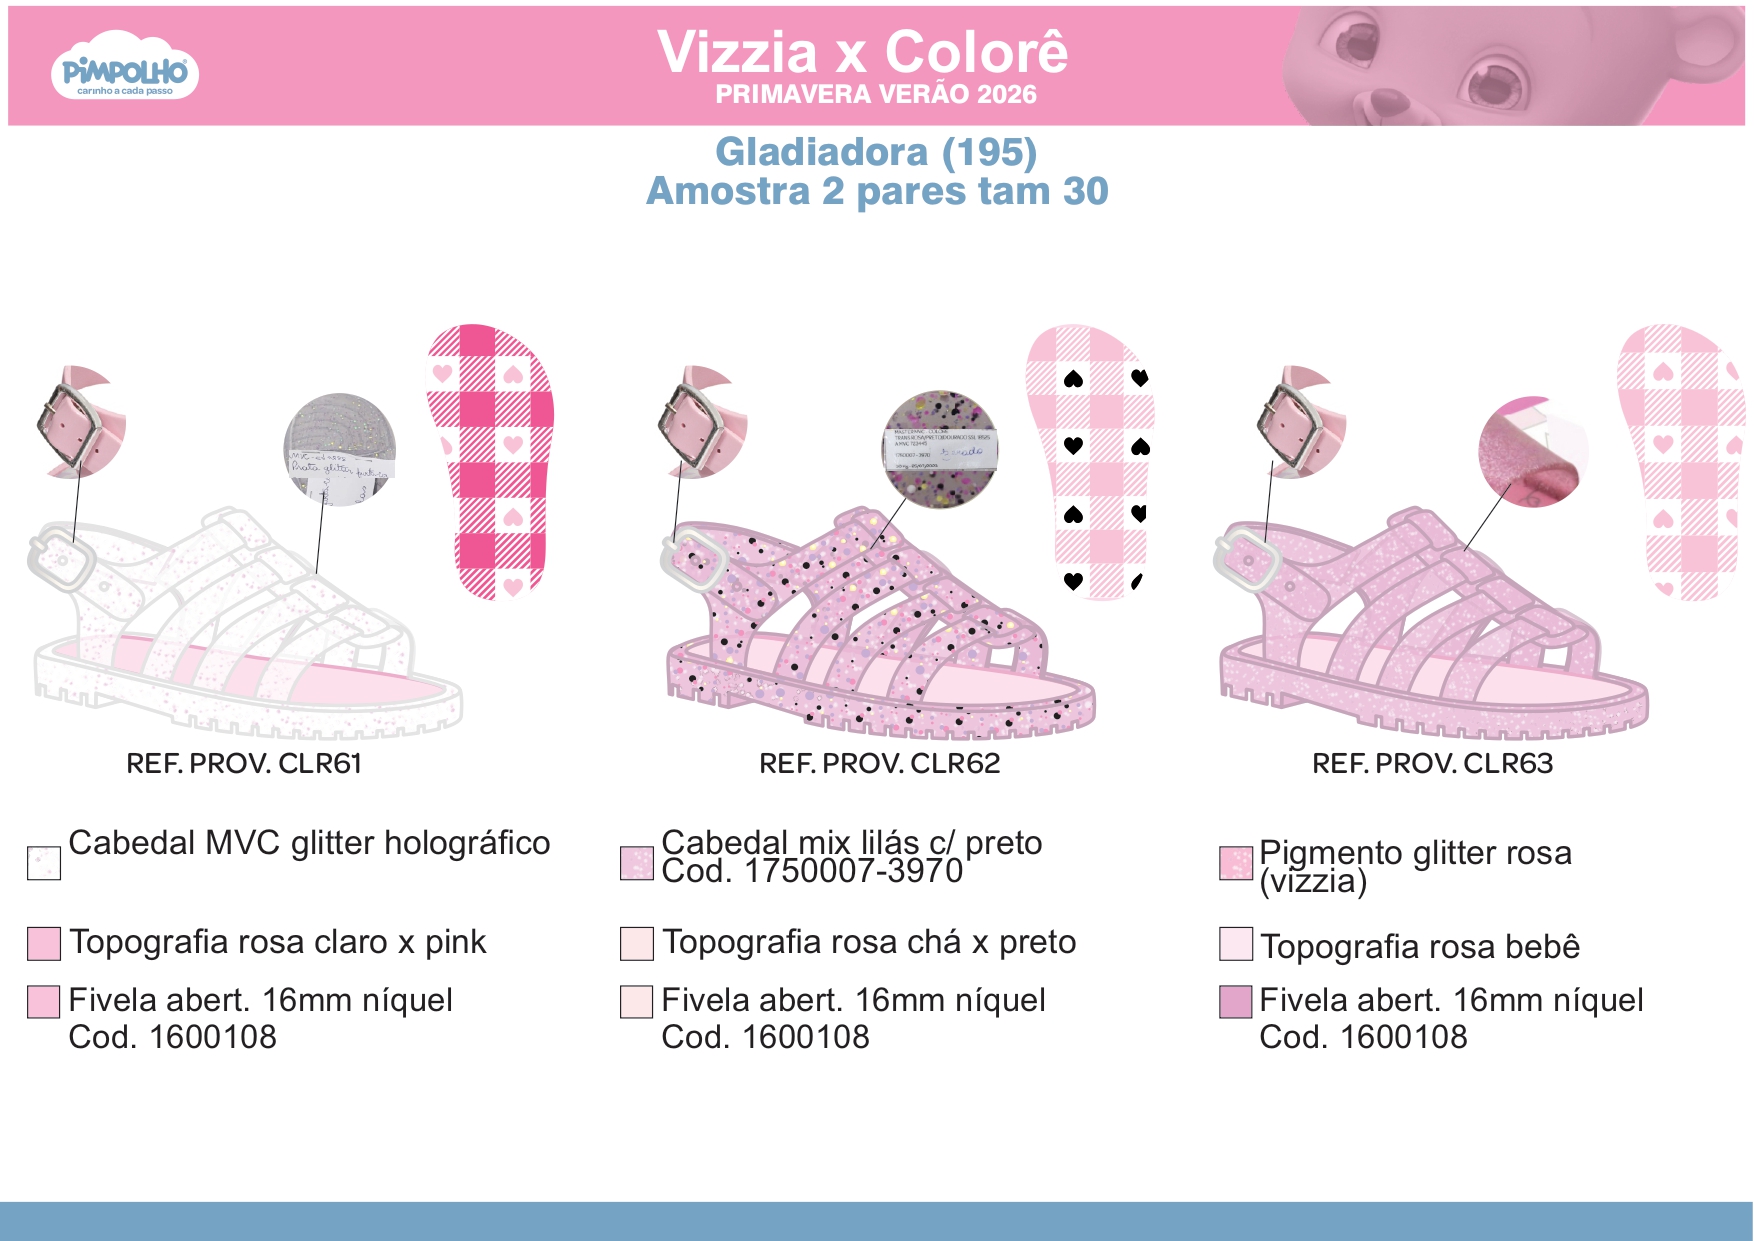 PiMPOLHO
carinho a cada passo
Vizzia x Colorê
PRIMAVERA VERÃO 2026
Gladiadora (195)
Amostra 2 pares tam 30
Prata glitter
1750007-3970
REF. PROV. CLR61
REF. PROV. CLR62
REF. PROV. CLR63
Cabedal MVC glitter holográfico
Topografia rosa claro x pink
Fivela abert. 16mm níquel
Cod. 1600108
Cabedal mix lilás c/ preto
Cod. 1750007-3970
Topografia rosa chá x preto
Fivela abert. 16mm níquel
Cod. 1600108
Pigmento glitter rosa
(vizzia)
Topografia rosa bebê
Fivela abert. 16mm níquel
Cod. 1600108